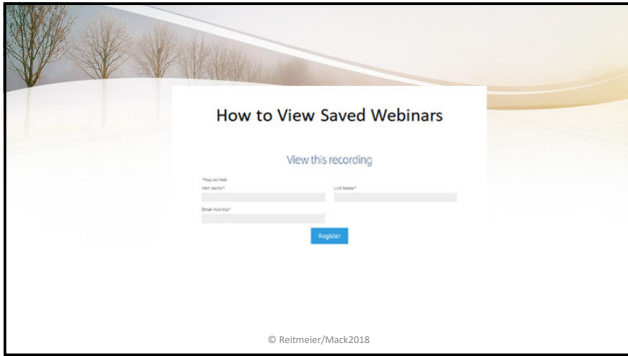 How to View Saved Webinars
View this recording
*Required field
First Name* Last Name*
Email Address*
Register
© Reitmeier/Mack2018